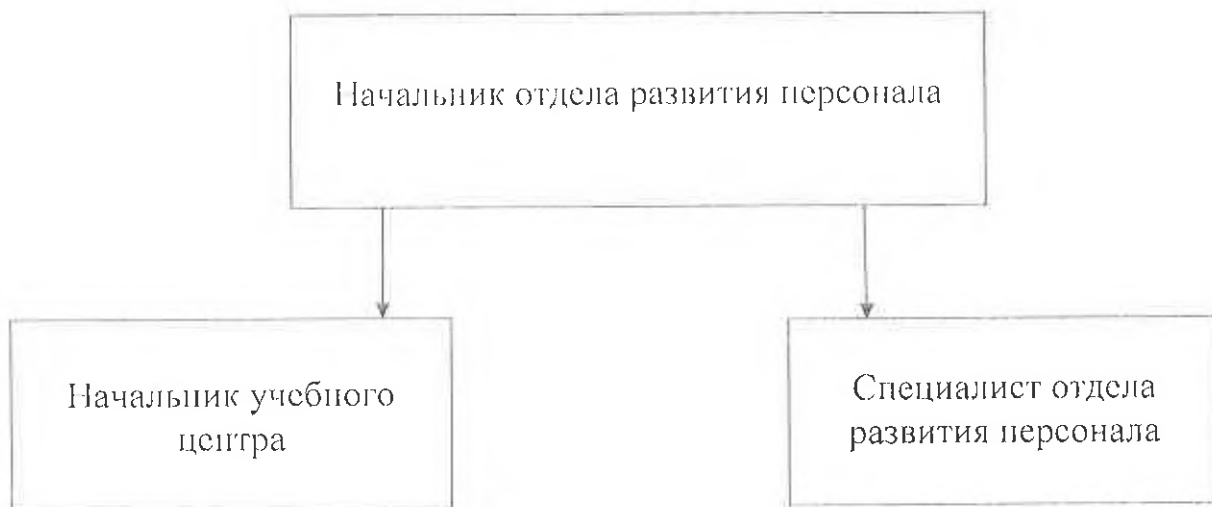 Начальник отдела развития персонала
Начальник учебного
центра
Специалист отдела
развития персонала